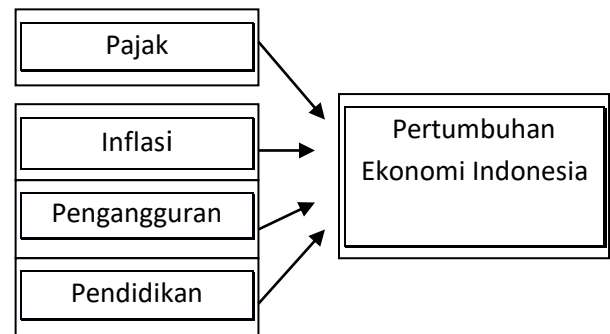 Pajak
Inflasi
Pengangguran
Pendidikan
Pertumbuhan
Ekonomi Indonesia